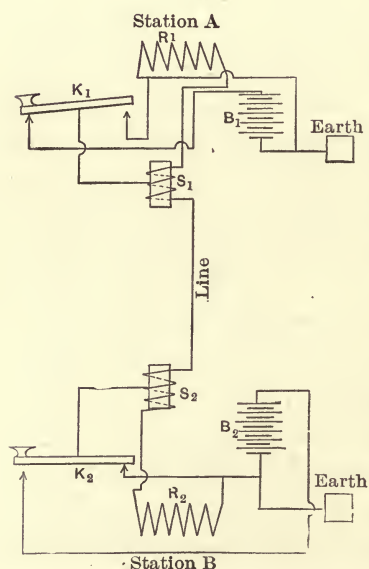 Station A
R1
K1
B1
Earth
S1
Line
S2
B2
K2
R2
Earth
Station B